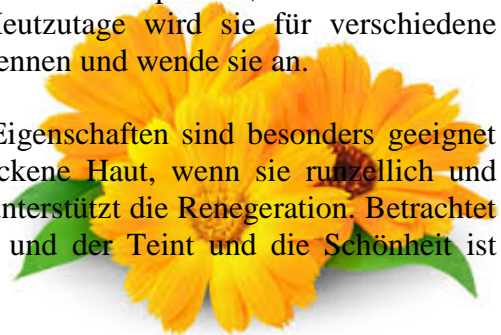 Heutzutage wird sie für verschiedene
ennen und wende sie an.
Eigenschaften sind besonders geeignet
ckene Haut, wenn sie runzellich und
unterstützt die Renegeration. Betrachtet
und der Teint und die Schönheit ist